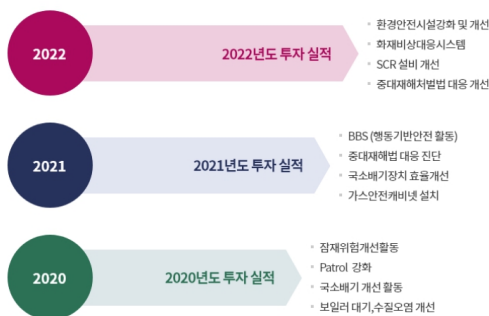 2022
2022년도 투자 실적
환경안전시설강화 및 개선
화재비상대응시스템
SCR 설비 개선
중대재해처벌법 대응 개선
2021
2021년도 투자 실적
BBS (행동기반안전 활동)
중대재해법 대응 진단
국소배기장치 효율개선
가스안전캐비넷 설치
2020
2020년도 투자 실적
잠재위험개선활동
Patrol 강화
국소배기 개선 활동
보일러 대기,수질오염 개선